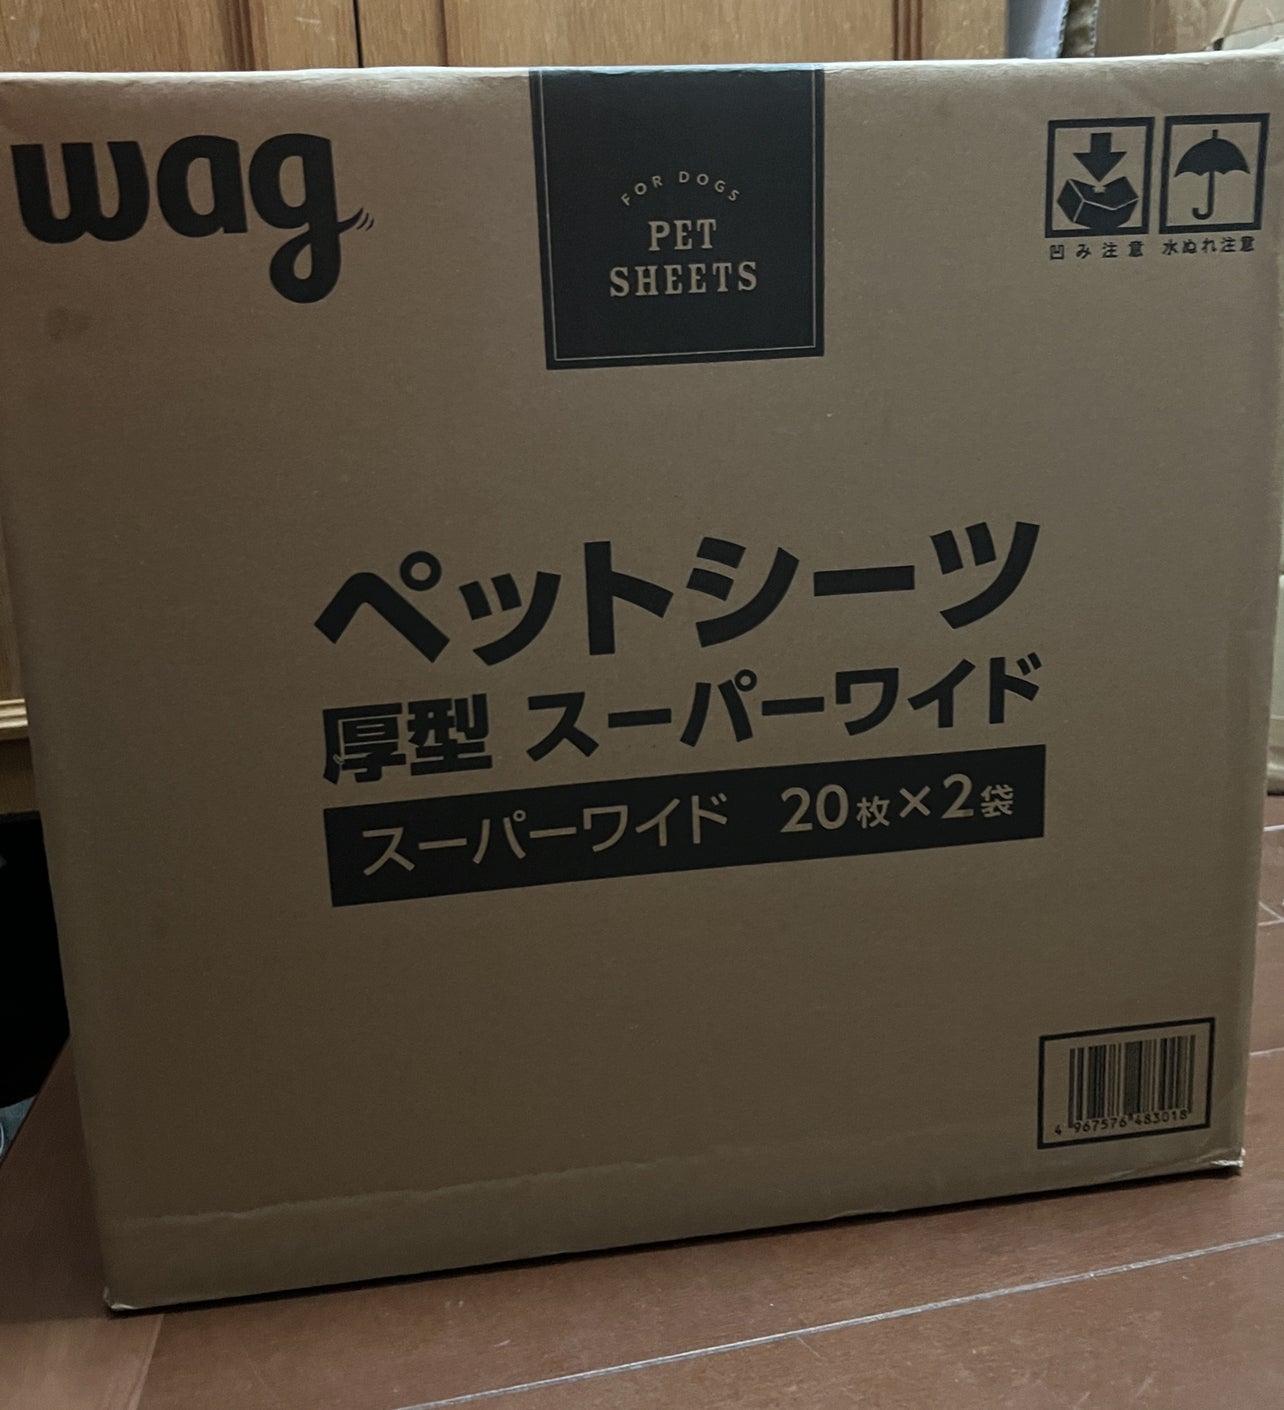 wag
FOR DOGS
PET
SHEETS
凹み注意 水ぬれ注意
ペットシーツ
厚型 スーパーワイド
スーパーワイド 20枚×2袋
4 967576 483018